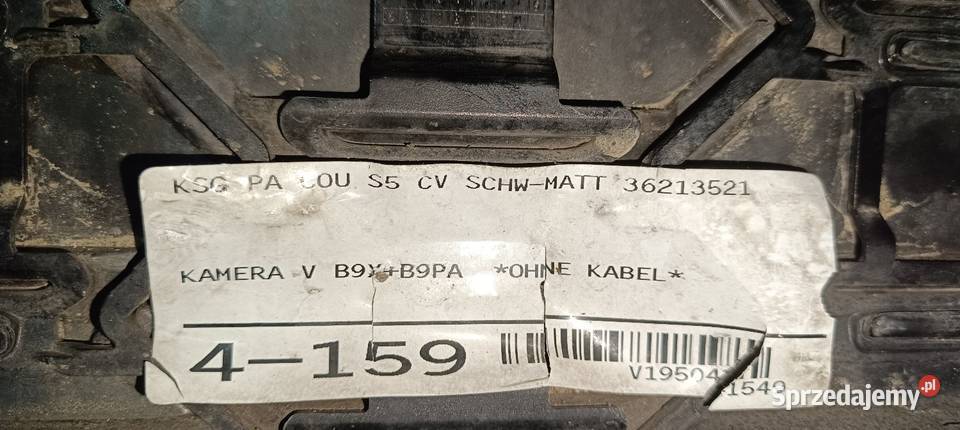 KSG PA COU S5 CV SCHW-MATT 36213521
KAMERA V B9X+B9PA *OHNE KABEL*
4-159
Sprzedajemy.pl